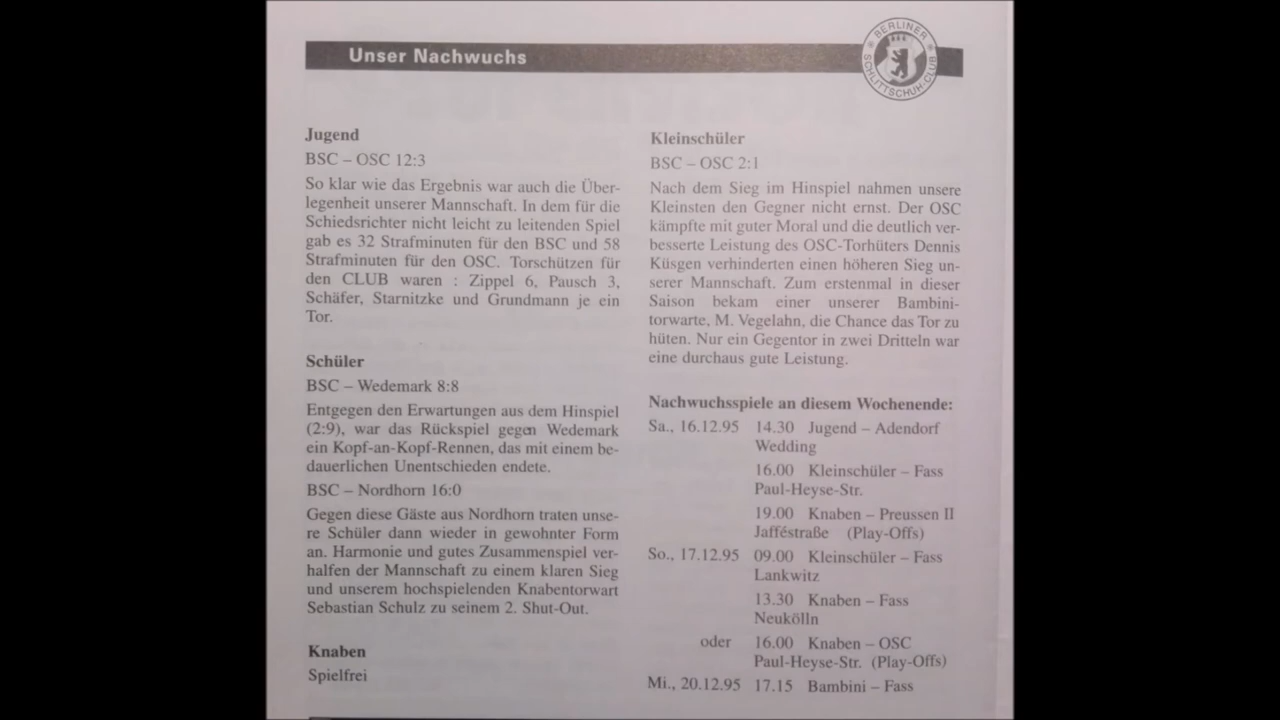 Unser Nachwuchs
BERLINER
SCHLITTSCHUH-CLUB
Jugend
BSC – OSC 12:3
So klar wie das Ergebnis war auch die Über-
legenheit unserer Mannschaft. In dem für die
Schiedsrichter nicht leicht zu leitenden Spiel
gab es 32 Strafminuten für den BSC und 58
Strafminuten für den OSC. Torschützen für
den CLUB waren : Zippel 6, Pausch 3,
Schäfer, Starnitzke und Grundmann je ein
Tor.
Schüler
BSC – Wedemark 8:8
Entgegen den Erwartungen aus dem Hinspiel
(2:9), war das Rückspiel gegen Wedemark
ein Kopf-an-Kopf-Rennen, das mit einem be-
dauerlichen Unentschieden endete.
BSC – Nordhorn 16:0
Gegen diese Gäste aus Nordhorn traten unse-
re Schüler dann wieder in gewohnter Form
an. Harmonie und gutes Zusammenspiel ver-
halfen der Mannschaft zu einem klaren Sieg
und unserem hochspielenden Knabentorwart
Sebastian Schulz zu seinem 2. Shut-Out.
Knaben
Spielfrei
Kleinschüler
BSC – OSC 2:1
Nach dem Sieg im Hinspiel nahmen unsere
Kleinsten den Gegner nicht ernst. Der OSC
kämpfte mit guter Moral und die deutlich ver-
besserte Leistung des OSC-Torhüters Dennis
Küsgen verhinderten einen höheren Sieg un-
serer Mannschaft. Zum erstenmal in dieser
Saison bekam einer unserer Bambini-
torwarte, M. Vegelahn, die Chance das Tor zu
hüten. Nur ein Gegentor in zwei Dritteln war
eine durchaus gute Leistung.
Nachwuchsspiele an diesem Wochenende:
Sa., 16.12.95 14.30 Jugend – Adendorf
Wedding
16.00 Kleinschüler – Fass
Paul-Heyse-Str.
19.00 Knaben – Preussen II
Jafféstraße (Play-Offs)
So., 17.12.95 09.00 Kleinschüler – Fass
Lankwitz
13.30 Knaben – Fass
Neukölln
oder 16.00 Knaben – OSC
Paul-Heyse-Str. (Play-Offs)
Mi., 20.12.95 17.15 Bambini – Fass